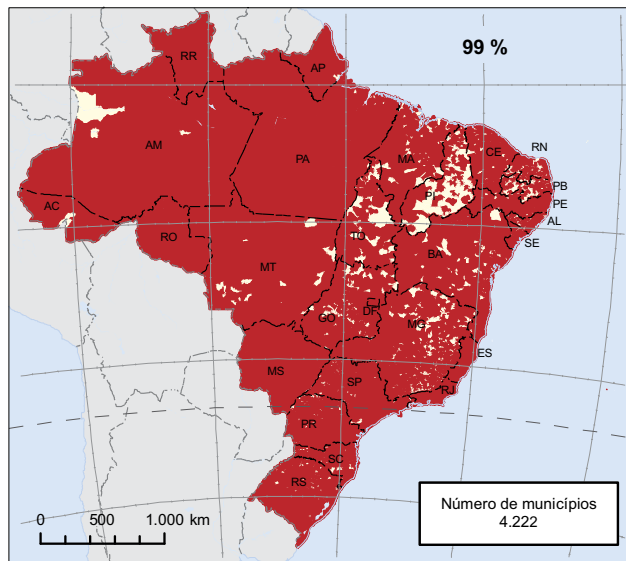 99 %
RR
AP
AM
PA
MA
CE
RN
PB
PE
AL
SE
PI
AC
RO
TO
BA
MT
GO
DF
MG
ES
MS
SP
RJ
PR
SC
RS
0 500 1.000 km
Número de municípios
4.222